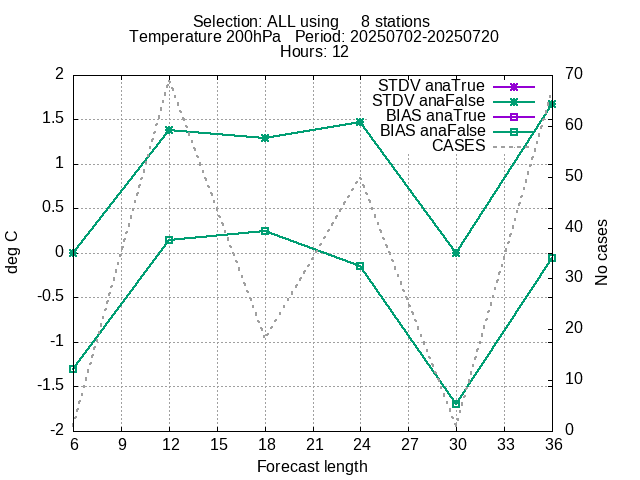 Selection: ALL using     8 stations
Temperature 200hPa   Period: 20250702-20250720
Hours: 12
STDV anaTrue
STDV anaFalse
BIAS anaTrue
BIAS anaFalse
CASES
2
1.5
1
0.5
0
-0.5
-1
-1.5
-2
deg C
70
60
50
40
30
20
10
0
No cases
6 9 12 15 18 21 24 27 30 33 36
Forecast length